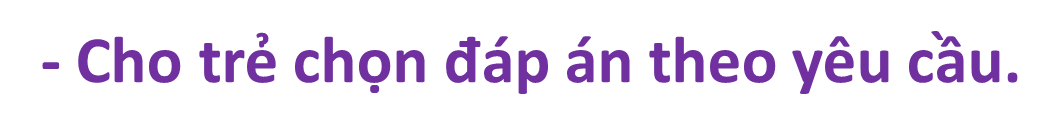 - Cho trẻ chọn đáp án theo yêu cầu.